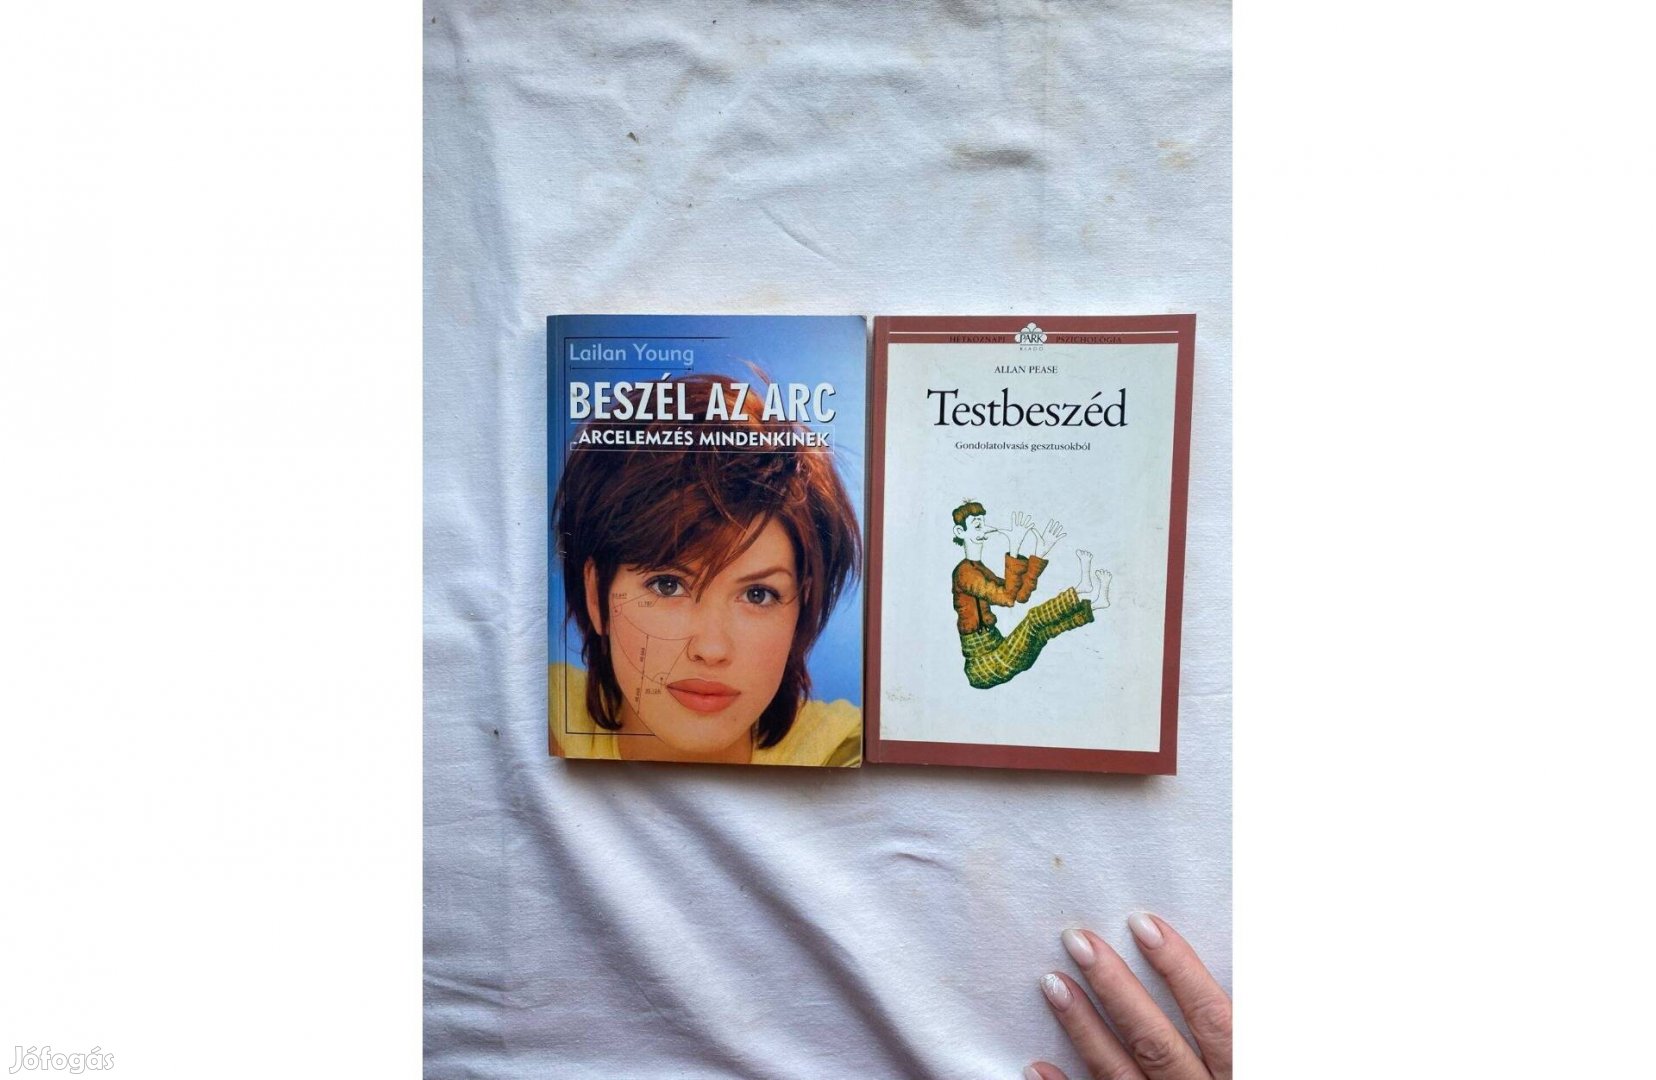 Lailan Young
BESZÉL AZ ARC
ARCELEMZÉS MINDENKINEK
HÉTKÖZNAPI PARK KIADÓ PSZICHOLÓGIA
ALLAN PEASE
Testbeszéd
Gondolatolvasás gesztusokból
Jófogás